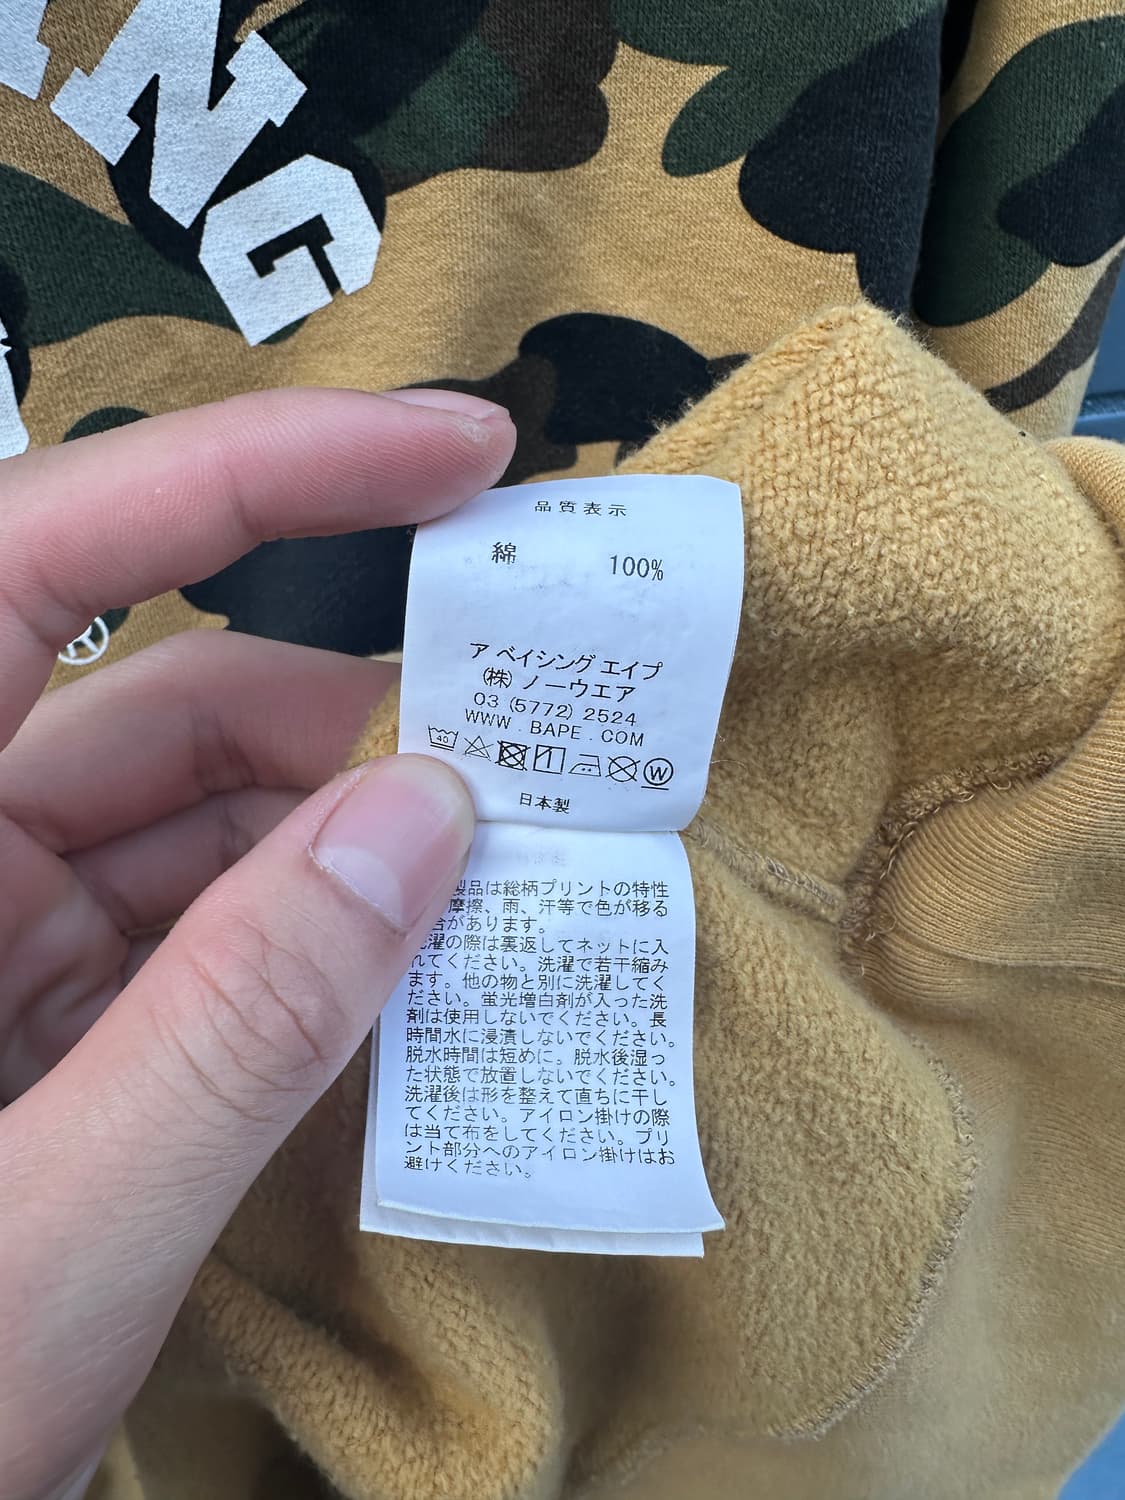 NG
品質表示
綿 100%
ア ベイシング エイプ
㈱ ノーウエア
03 (5772) 2524
WWW . BAPE . COM
40
W
日本製
製品は総柄プリントの特性
摩擦、雨、汗等で色が移る
合があります。
濯の際は裏返してネットに入
れてください。洗濯で若干縮み
ます。他の物と別に洗濯してく
ださい。蛍光増白剤が入った洗
剤は使用しないでください。長
時間水に浸漬しないでください。
脱水時間は短めに。脱水後湿っ
た状態で放置しないでください。
洗濯後は形を整えて直ちに干し
てください。アイロン掛けの際
は当て布をしてください。プリ
ント部分へのアイロン掛けはお
避けください。